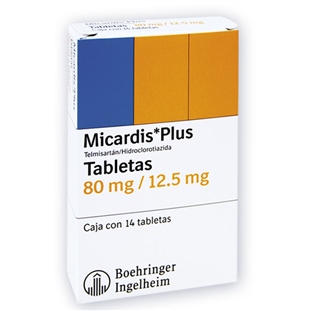 Micardis*Plus
Telmisartán/Hidroclorotiazida
Tabletas
80 mg / 12.5 mg
Caja con 14 tabletas
Boehringer
Ingelheim